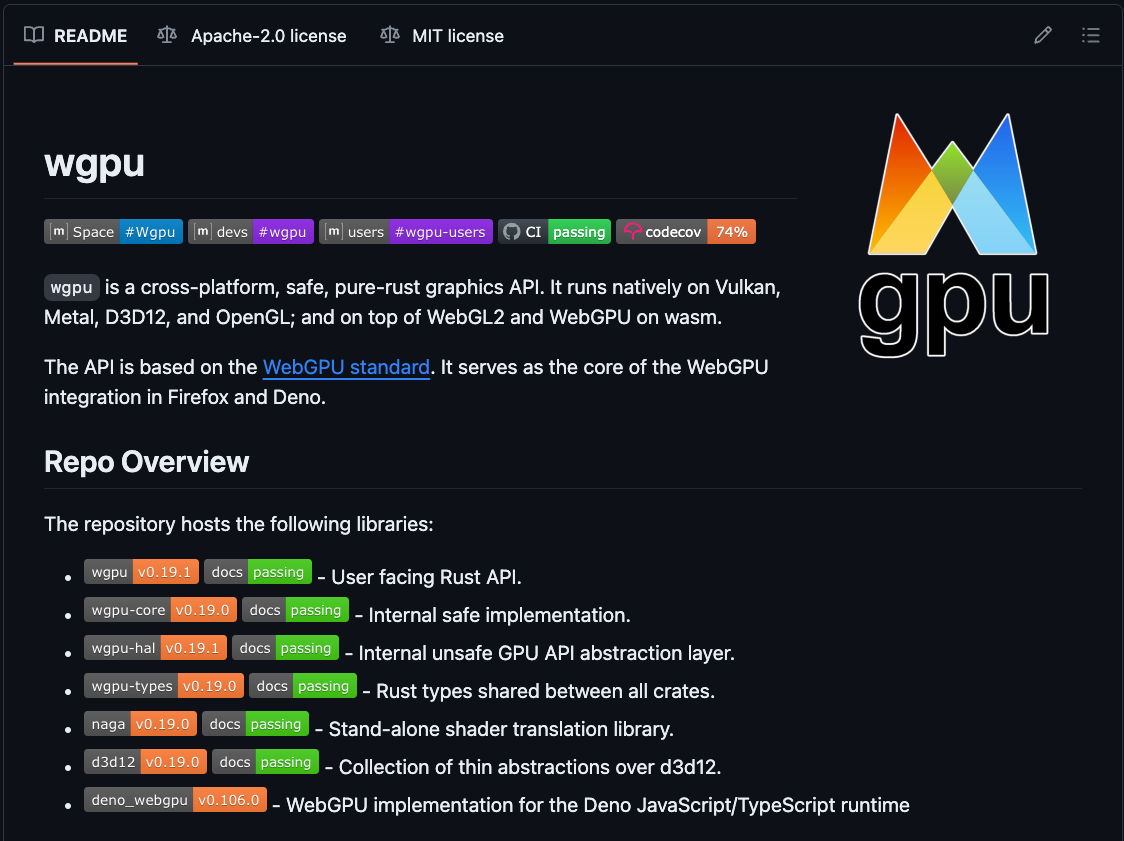 README Apache-2.0 license MIT license
wgpu
[m] Space #Wgpu [m] devs #wgpu [m] users #wgpu-users CI passing codecov 74%
gpu
wgpu is a cross-platform, safe, pure-rust graphics API. It runs natively on Vulkan,
Metal, D3D12, and OpenGL; and on top of WebGL2 and WebGPU on wasm.
The API is based on the WebGPU standard. It serves as the core of the WebGPU
integration in Firefox and Deno.
Repo Overview
The repository hosts the following libraries:
• wgpu v0.19.1 docs passing - User facing Rust API.
• wgpu-core v0.19.0 docs passing - Internal safe implementation.
• wgpu-hal v0.19.1 docs passing - Internal unsafe GPU API abstraction layer.
• wgpu-types v0.19.0 docs passing - Rust types shared between all crates.
• naga v0.19.0 docs passing - Stand-alone shader translation library.
• d3d12 v0.19.0 docs passing - Collection of thin abstractions over d3d12.
• deno_webgpu v0.106.0 - WebGPU implementation for the Deno JavaScript/TypeScript runtime